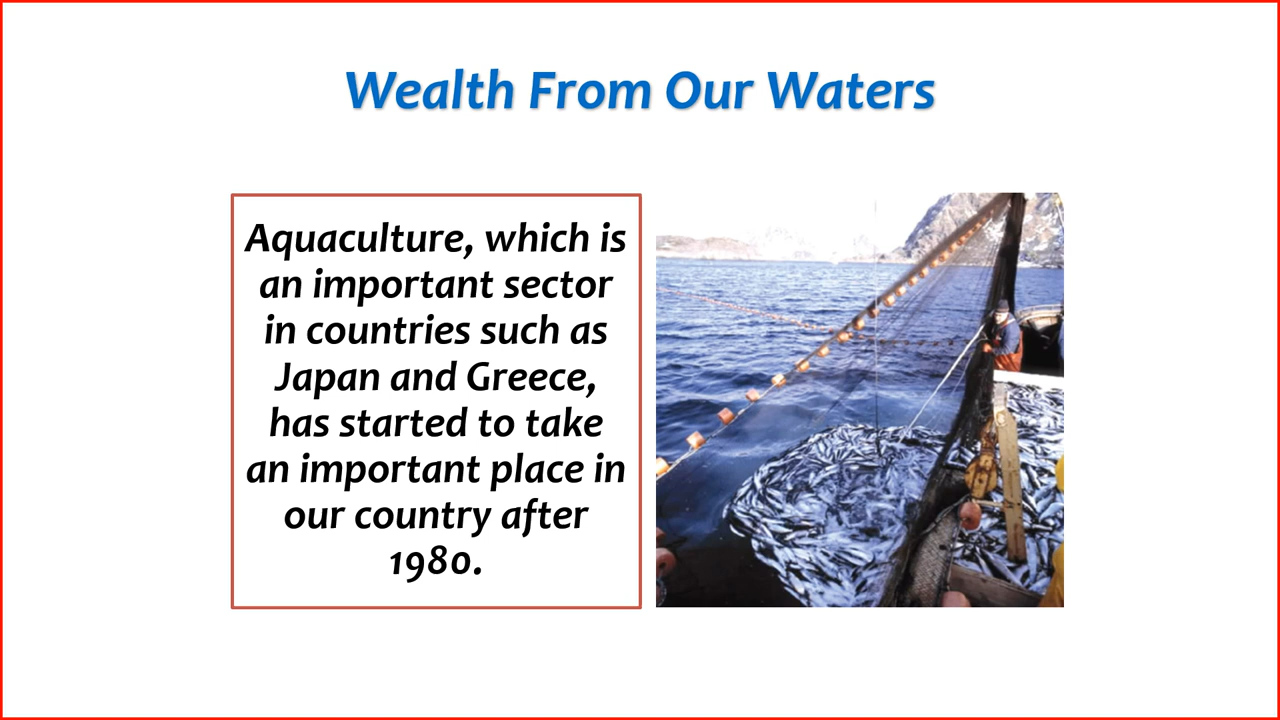 Wealth From Our Waters
Aquaculture, which is
an important sector
in countries such as
Japan and Greece,
has started to take
an important place in
our country after
1980.